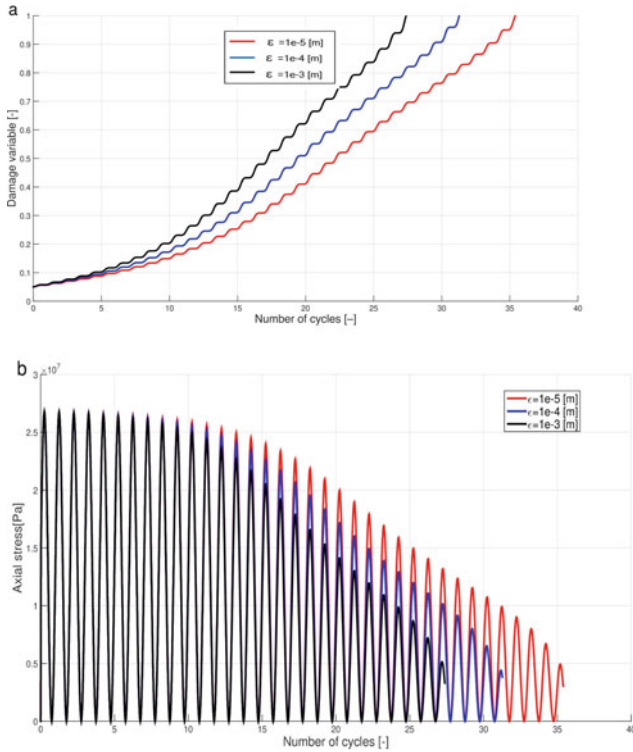 a
1
0.9
0.8
0.7
0.6
0.5
0.4
0.3
0.2
0.1
0
Damage variable [-]
ε =1e-5 [m]
ε =1e-4 [m]
ε =1e-3 [m]
0 5 10 15 20 25 30 35 40
Number of cycles [–]
b
×10⁷
3
2.5
2
1.5
1
0.5
0
Axial stress[Pa]
ϵ=1e-5 [m]
ϵ=1e-4 [m]
ϵ=1e-3 [m]
0 5 10 15 20 25 30 35 40
Number of cycles [-]